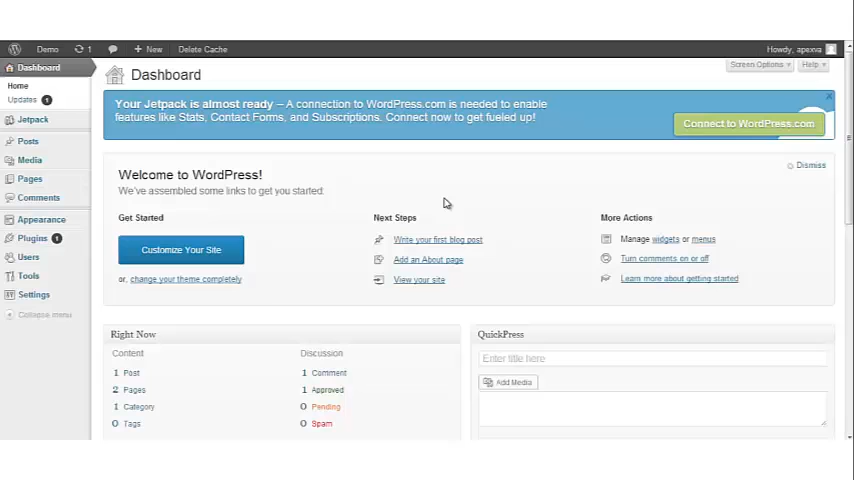 Demo 1 + New Delete Cache Howdy, apexva
Dashboard
Home
Updates 1
Jetpack
Posts
Media
Pages
Comments
Appearance
Plugins 1
Users
Tools
Settings
Collapse menu
Screen Options Help
Dashboard
Your Jetpack is almost ready – A connection to WordPress.com is needed to enable
features like Stats, Contact Forms, and Subscriptions. Connect now to get fueled up!
Connect to WordPress.com
Welcome to WordPress!
Dismiss
We've assembled some links to get you started:
Get Started
Customize Your Site
or, change your theme completely
Next Steps
Write your first blog post
Add an About page
View your site
More Actions
Manage widgets or menus
Turn comments on or off
Learn more about getting started
Right Now
Content
1 Post
2 Pages
1 Category
0 Tags
Discussion
1 Comment
1 Approved
0 Pending
0 Spam
QuickPress
Enter title here
Add Media